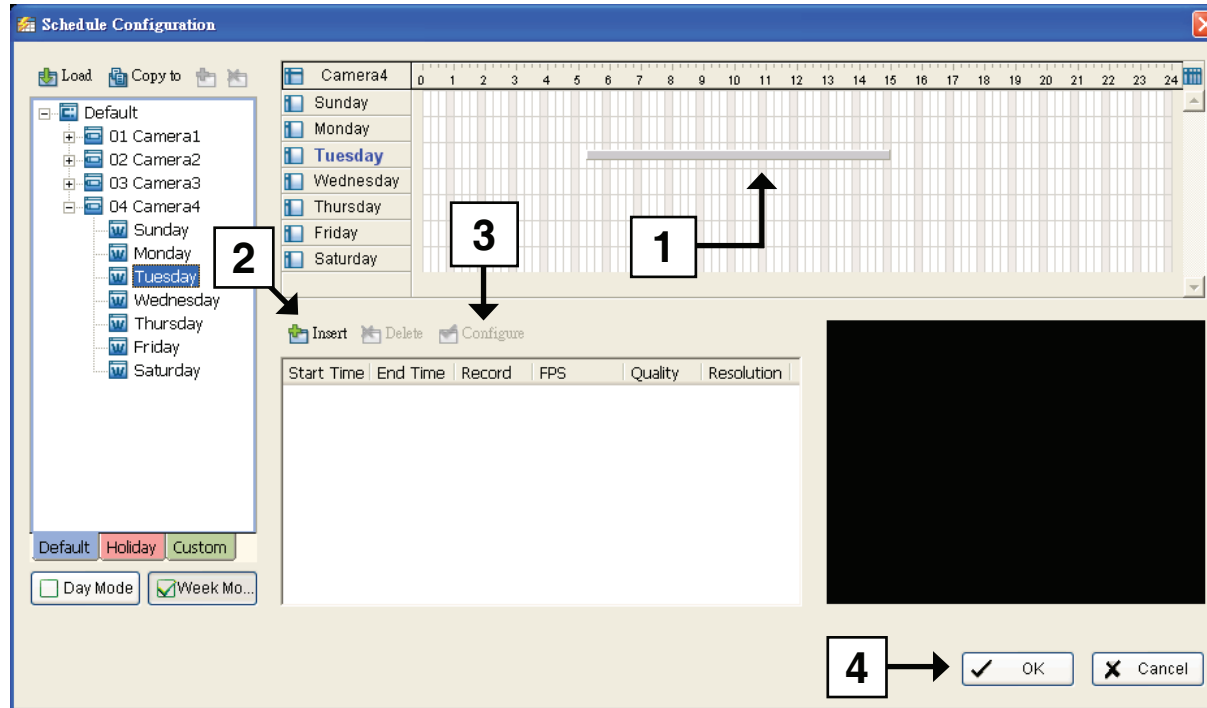 Schedule Configuration
Load Copy to
Default
01 Camera1
02 Camera2
03 Camera3
04 Camera4
Sunday
Monday
Tuesday
Wednesday
Thursday
Friday
Saturday
Default Holiday Custom
Day Mode Week Mo...
Camera4 0 1 2 3 4 5 6 7 8 9 10 11 12 13 14 15 16 17 18 19 20 21 22 23 24
Sunday
Monday
Tuesday
Wednesday
Thursday
Friday
Saturday
1
2
3
Insert Delete Configure
Start Time End Time Record FPS Quality Resolution
4
OK Cancel